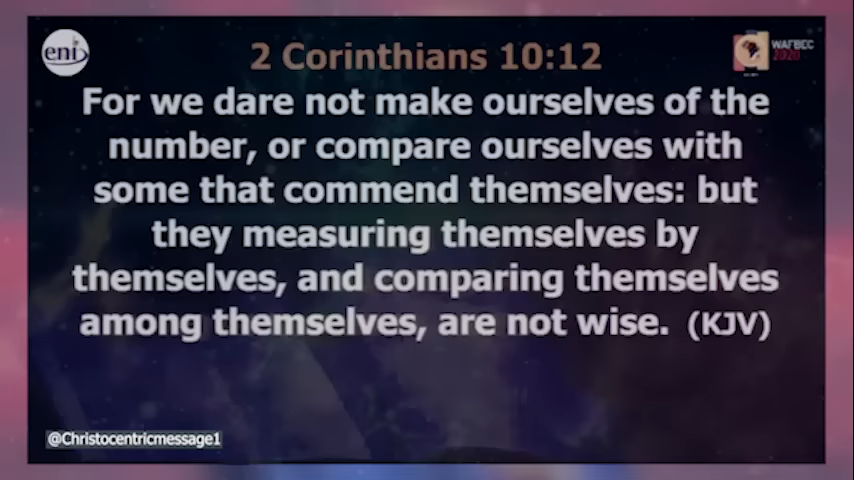 eni
WAFBEC
2020
2 Corinthians 10:12
For we dare not make ourselves of the
number, or compare ourselves with
some that commend themselves: but
they measuring themselves by
themselves, and comparing themselves
among themselves, are not wise. (KJV)
@Christocentricmessage1